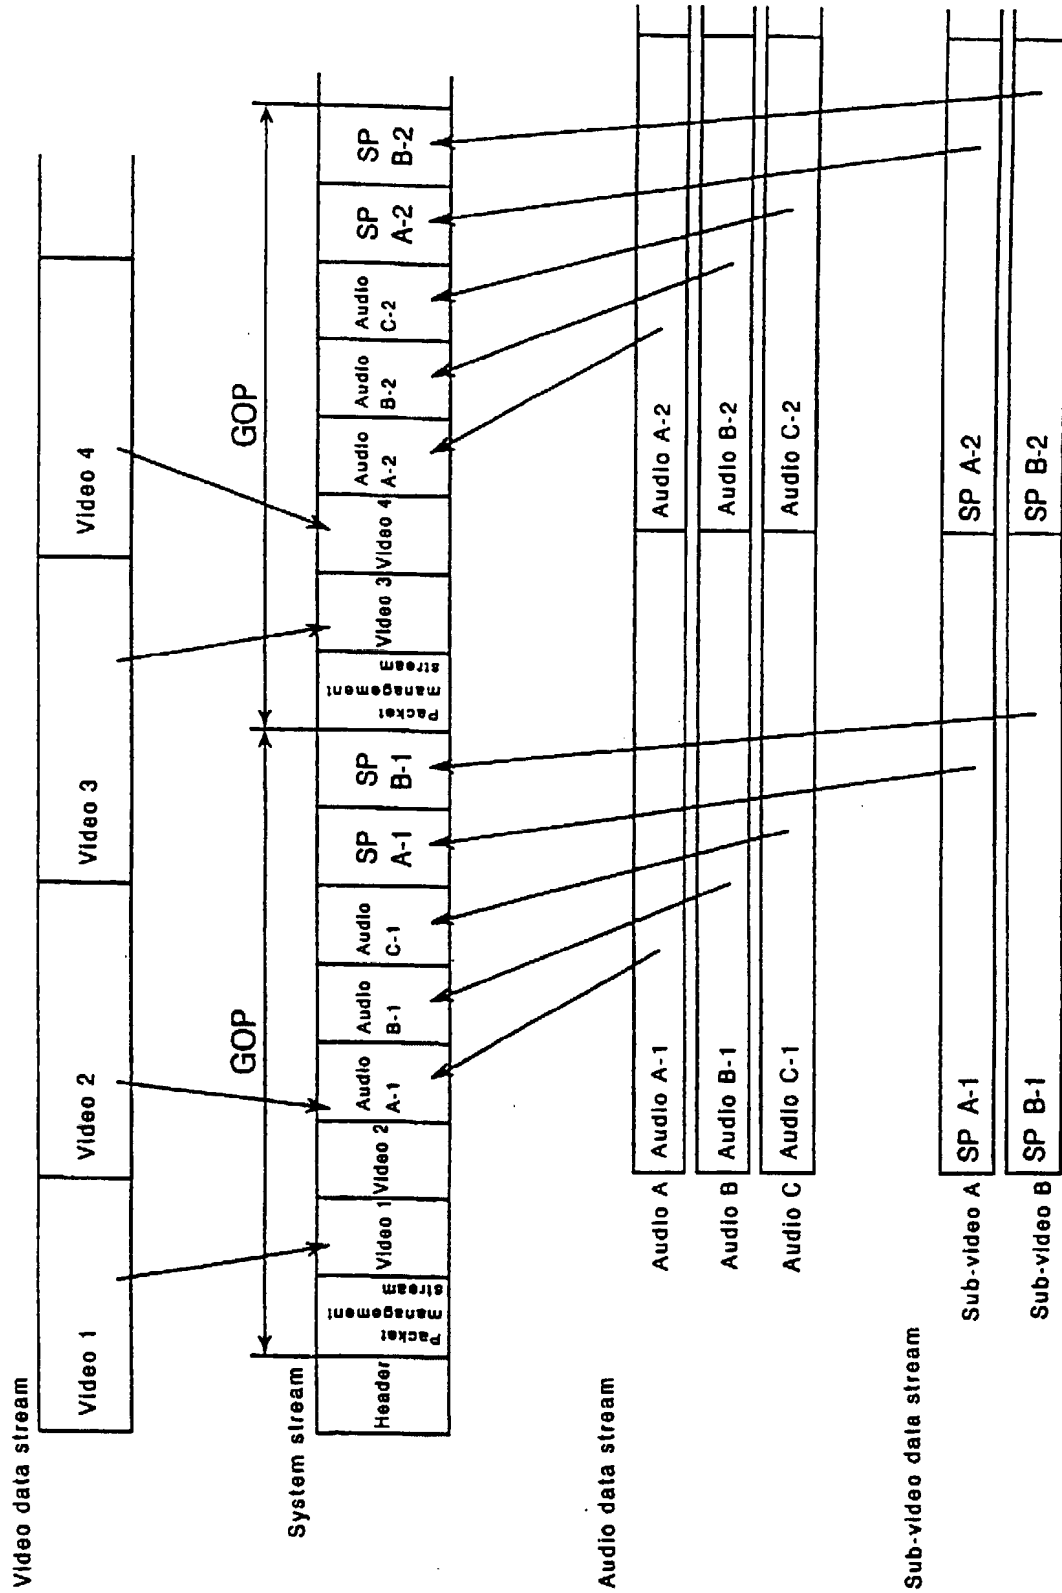 Video data stream
Video 1
Video 2
Video 3
Video 4
GOP
GOP
System stream
Header
Packet
management
stream
Video 1
Video 2
Audio
A-1
Audio
B-1
Audio
C-1
SP
A-1
SP
B-1
Packet
management
stream
Video 3
Video 4
Audio
A-2
Audio
B-2
Audio
C-2
SP
A-2
SP
B-2
Audio data stream
Audio A
Audio A-1
Audio A-2
Audio B
Audio B-1
Audio B-2
Audio C
Audio C-1
Audio C-2
Sub-video data stream
Sub-video A
SP A-1
SP A-2
Sub-video B
SP B-1
SP B-2